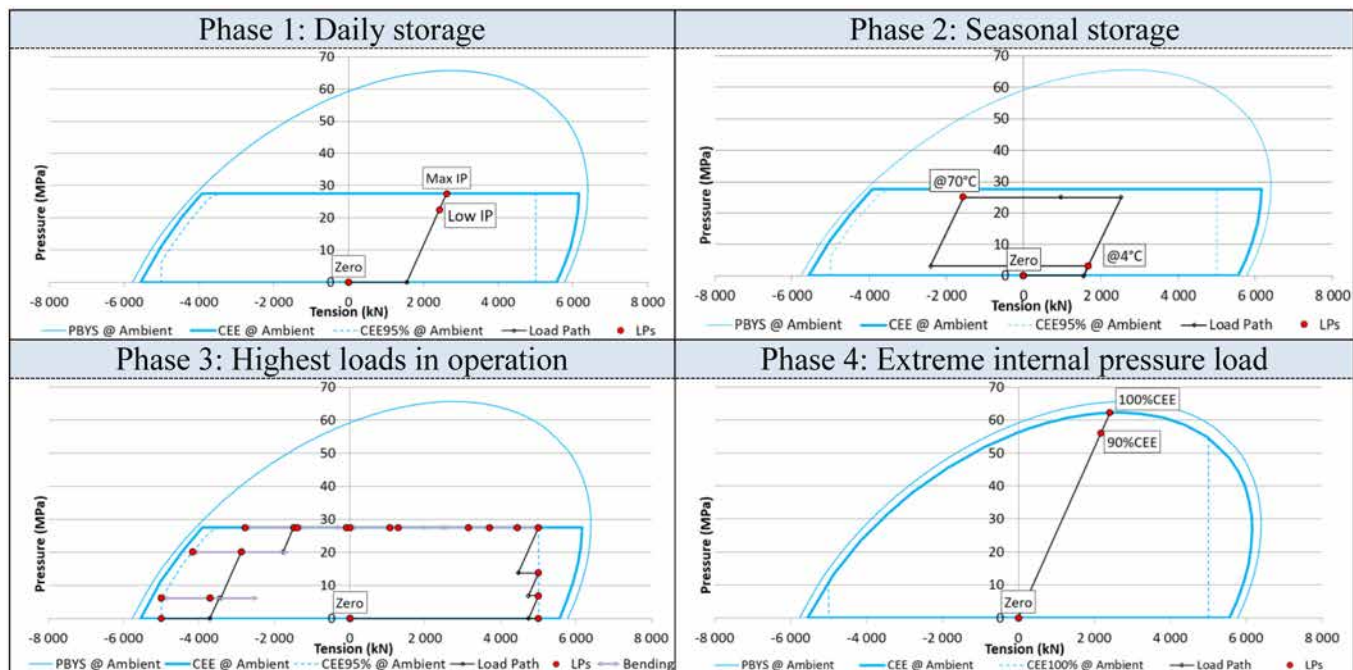 Phase 1: Daily storage
Pressure (MPa)
70
60
50
40
30
20
10
0
Max IP
Low IP
Zero
-8 000 -6 000 -4 000 -2 000 0 2 000 4 000 6 000 8 000
Tension (kN)
PBYS @ Ambient CEE @ Ambient CEE95% @ Ambient Load Path LPs
Phase 2: Seasonal storage
Pressure (MPa)
70
60
50
40
30
20
10
0
@70°C
@4°C
Zero
-8 000 -6 000 -4 000 -2 000 0 2 000 4 000 6 000 8 000
Tension (kN)
PBYS @ Ambient CEE @ Ambient CEE95% @ Ambient Load Path LPs
Phase 3: Highest loads in operation
Pressure (MPa)
70
60
50
40
30
20
10
0
Zero
-8 000 -6 000 -4 000 -2 000 0 2 000 4 000 6 000 8 000
Tension (kN)
PBYS @ Ambient CEE @ Ambient CEE95% @ Ambient Load Path LPs Bending
Phase 4: Extreme internal pressure load
Pressure (MPa)
70
60
50
40
30
20
10
0
100%CEE
90%CEE
Zero
-8 000 -6 000 -4 000 -2 000 0 2 000 4 000 6 000 8 000
Tension (kN)
PBYS @ Ambient CEE @ Ambient CEE100% @ Ambient Load Path LPs